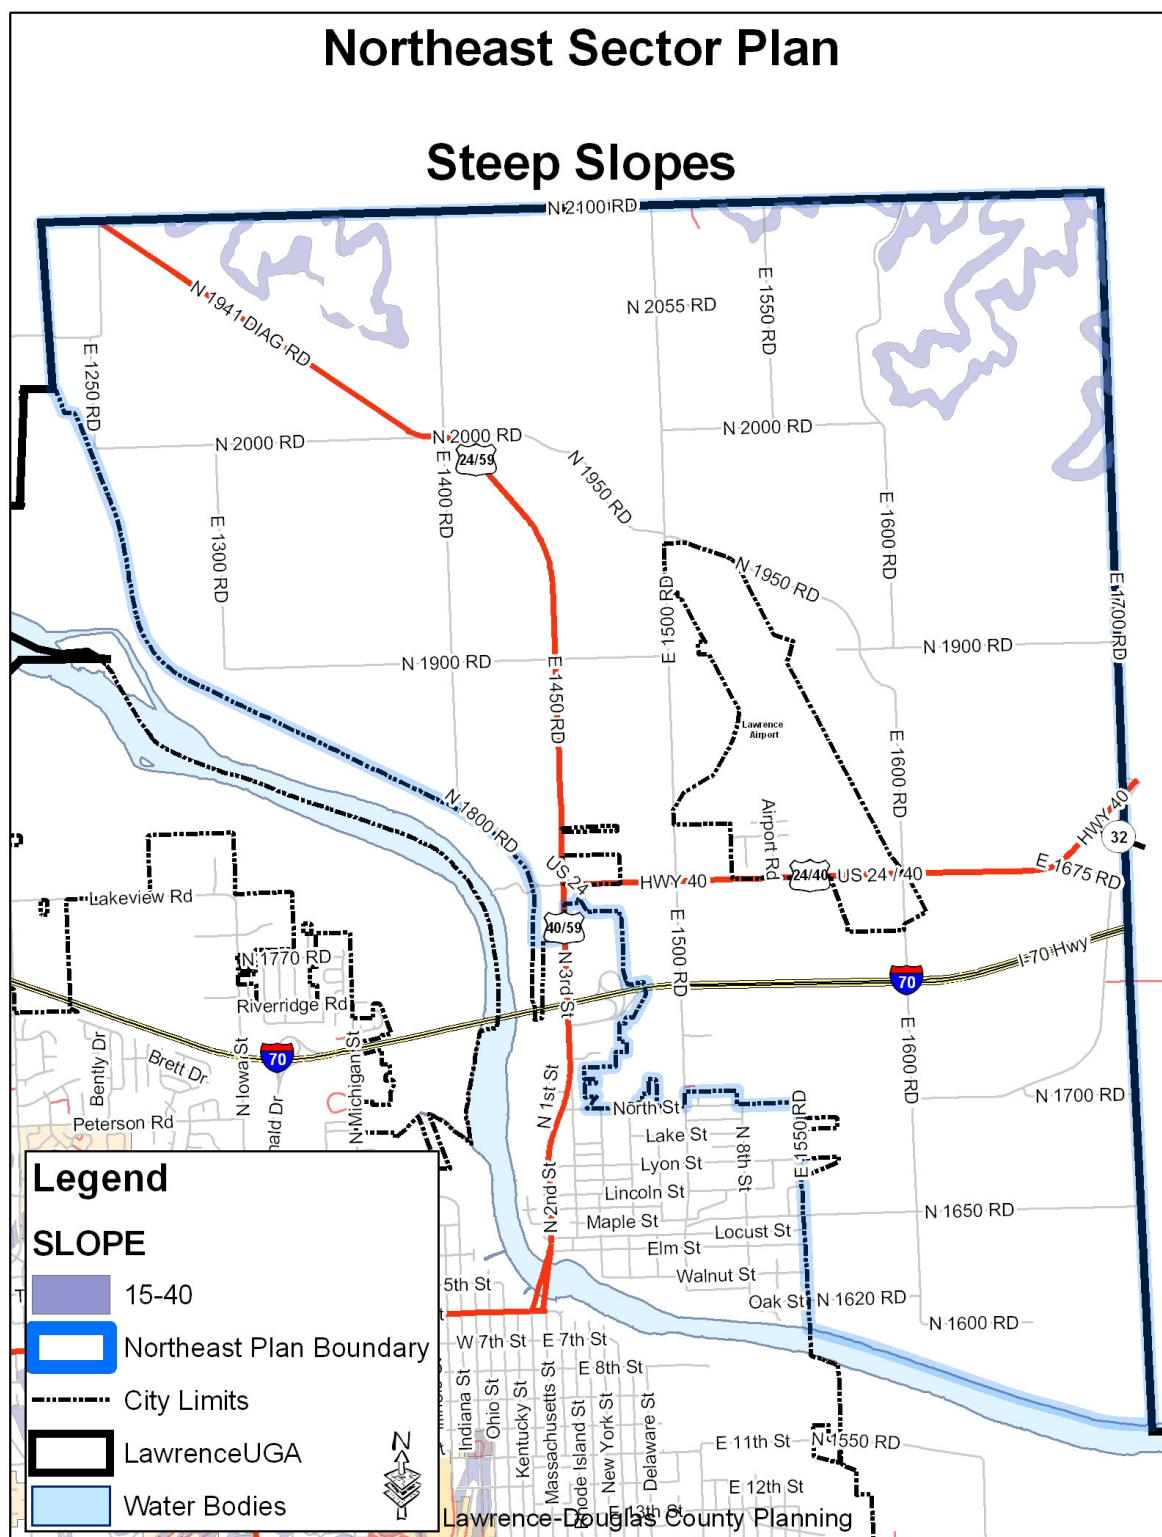 Northeast Sector Plan
Steep Slopes
N 2100 RD
N 1941 DIAG RD
N 2055 RD
E 1550 RD
E 1250 RD
N 2000 RD
N 2000 RD
N 2000 RD
24/59
E 1400 RD
N 1950 RD
E 1300 RD
E 1600 RD
N 1950 RD
E 1500 RD
E 1700 RD
N 1900 RD
N 1900 RD
E 1450 RD
Lawrence
Airport
E 1600 RD
N 1800 RD
Airport Rd
HWY 40
32
US 24
HWY 40
24/40
US 24 / 40
E 1675 RD
Lakeview Rd
40/59
E 1500 RD
N 1770 RD
N 3rd St
I-70 Hwy
70
Riverridge Rd
70
Bently Dr
Brett Dr
N Iowa St
N Michigan St
E 1600 RD
N 1st St
North St
E 1550 RD
N 1700 RD
Peterson Rd
nald Dr
Lake St
N 8th St
Lyon St
N 2nd St
Lincoln St
Maple St
Locust St
N 1650 RD
Elm St
Walnut St
5th St
Oak St
N 1620 RD
N 1600 RD
W 7th St
E 7th St
E 8th St
Indiana St
Ohio St
Kentucky St
Massachusetts St
Rhode Island St
New York St
Delaware St
E 11th St
N 1550 RD
E 12th St
E 13th St
Legend
SLOPE
15-40
Northeast Plan Boundary
City Limits
LawrenceUGA
Water Bodies
N
Lawrence-Douglas County Planning